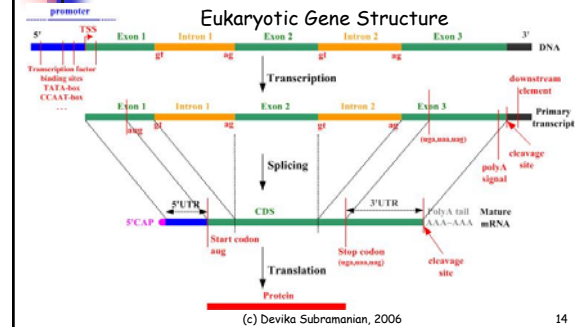 promoter
Eukaryotic Gene Structure
5' TSS Exon 1 Intron 1 Exon 2 Intron 2 Exon 3 3'
DNA
gt ag gt ag
Transcription factor
binding sites
TATA-box
CCAAT-box
...
Transcription
downstream
element
Exon 1 Intron 1 Exon 2 Intron 2 Exon 3
Primary
transcript
aug gt ag gt ag
(uga,uaa,uag)
cleavage
site
polyA
signal
Splicing
5'UTR CDS 3'UTR
5'CAP
PolyA tail
AAA~AAA
Mature
mRNA
Start codon
aug
Stop codon
(uga,uaa,uag)
cleavage
site
Translation
Protein
(c) Devika Subramanian, 2006
14